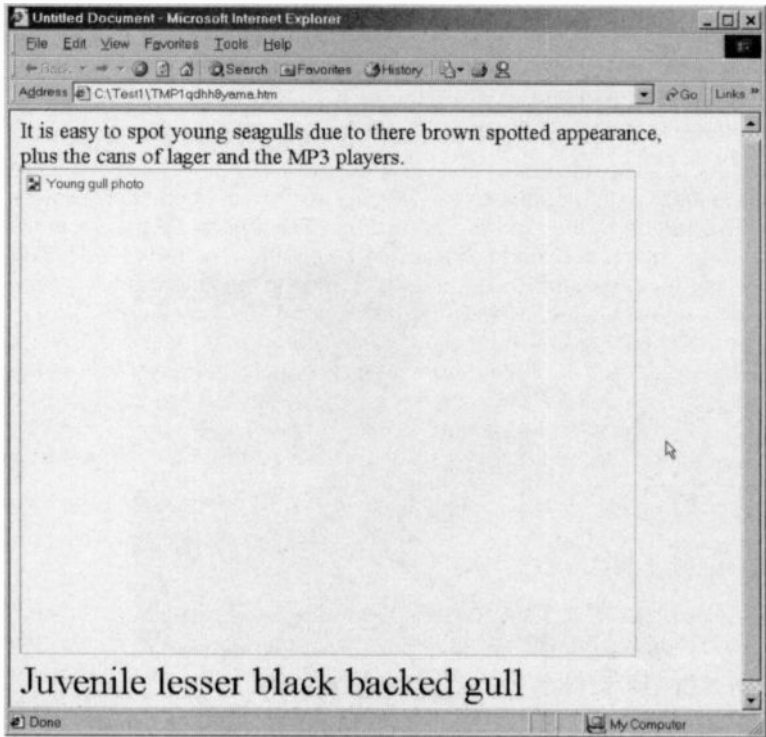 Untitled Document - Microsoft Internet Explorer
File Edit View Favorites Tools Help
Back Search Favorites History
Address C:\Test1\TMP1qdhh8yama.htm Go Links »
It is easy to spot young seagulls due to there brown spotted appearance,
plus the cans of lager and the MP3 players.
Young gull photo
Juvenile lesser black backed gull
Done My Computer